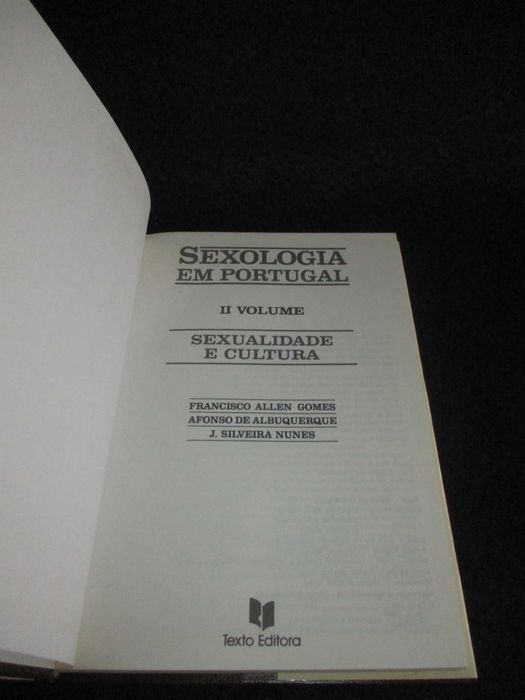 SEXOLOGIA
EM PORTUGAL
II VOLUME
SEXUALIDADE
E CULTURA
FRANCISCO ALLEN GOMES
AFONSO DE ALBUQUERQUE
J. SILVEIRA NUNES
Texto Editora